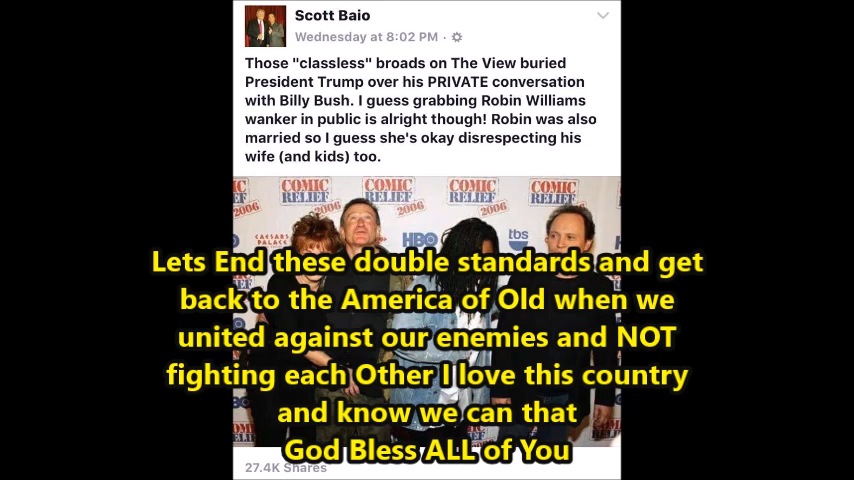 Scott Baio
Wednesday at 8:02 PM ·
Those "classless" broads on The View buried
President Trump over his PRIVATE conversation
with Billy Bush. I guess grabbing Robin Williams
wanker in public is alright though! Robin was also
married so I guess she's okay disrespecting his
wife (and kids) too.
COMIC RELIEF 2006
COMIC RELIEF 2006
COMIC RELIEF 2006
COMIC RELIEF
CAESARS PALACE
HBO
tbs
Lets End these double standards and get
back to the America of Old when we
united against our enemies and NOT
fighting each Other I love this country
and know we can that
God Bless ALL of You
27.4K Shares